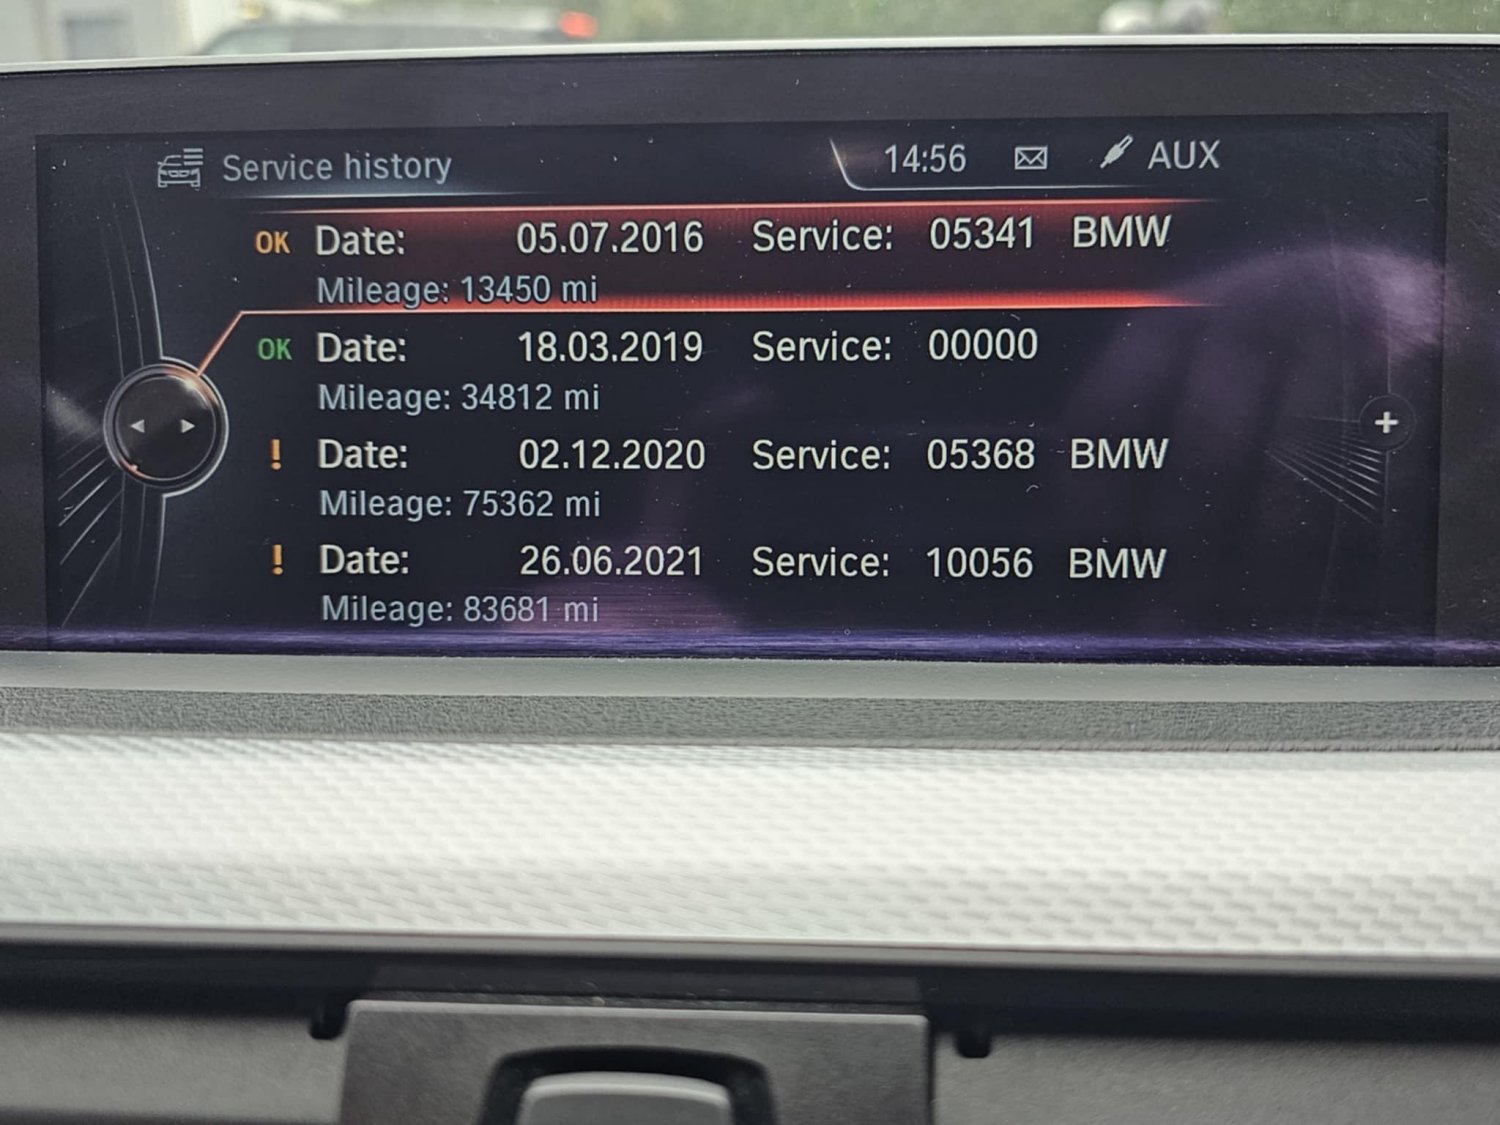 Service history 14:56 AUX
OK Date: 05.07.2016 Service: 05341 BMW
Mileage: 13450 mi
OK Date: 18.03.2019 Service: 00000
Mileage: 34812 mi
! Date: 02.12.2020 Service: 05368 BMW
Mileage: 75362 mi
! Date: 26.06.2021 Service: 10056 BMW
Mileage: 83681 mi
+